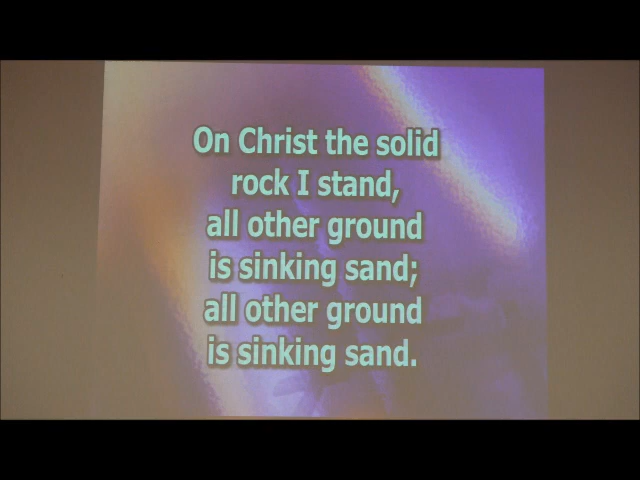 On Christ the solid
rock I stand,
all other ground
is sinking sand;
all other ground
is sinking sand.